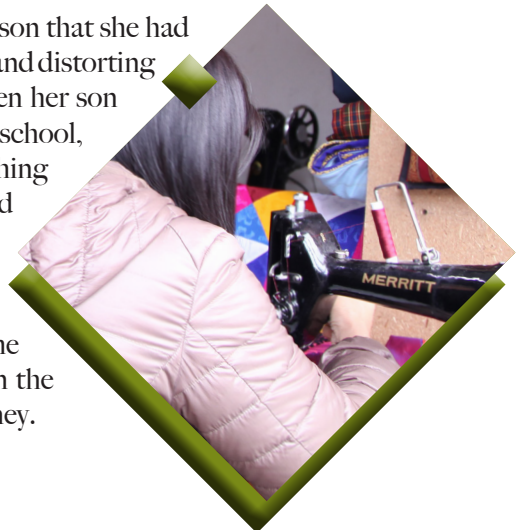 son that she had
and distorting
en her son
school,
ning
d
he
n the
ney.
MERRITT